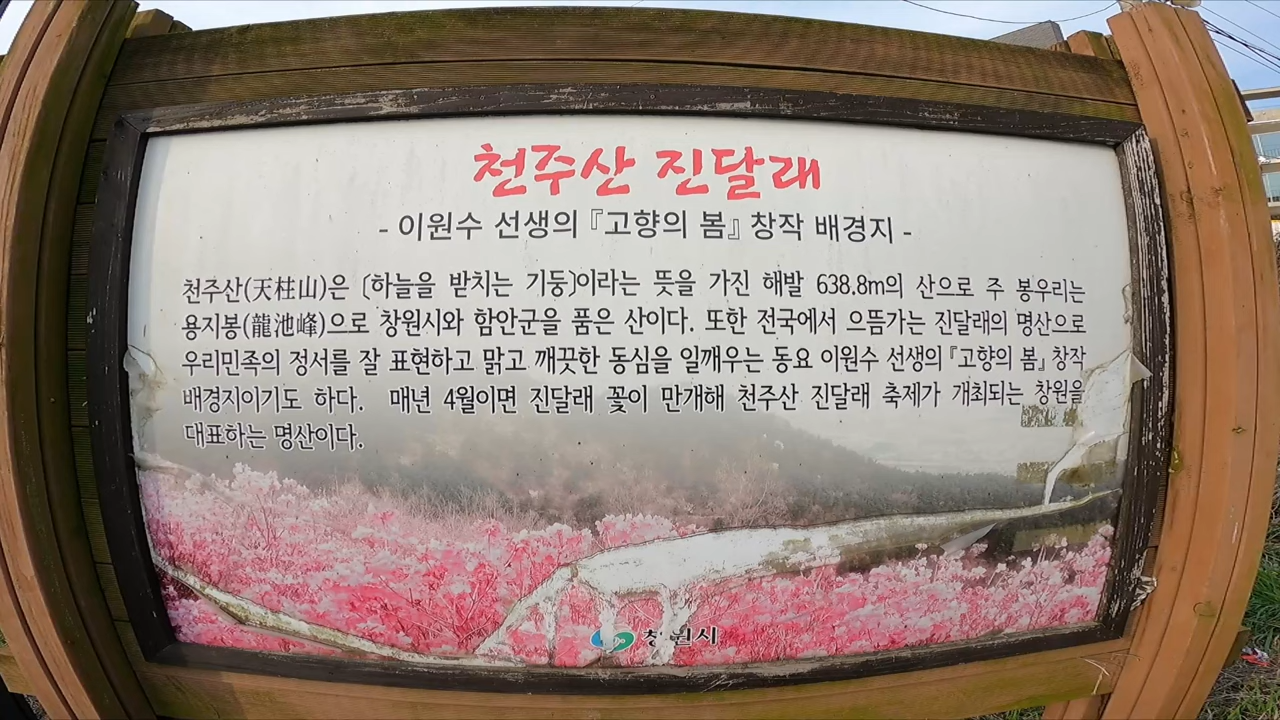 천주산 진달래
- 이원수 선생의 『고향의 봄』 창작 배경지 -
천주산(天柱山)은 [하늘을 받치는 기둥]이라는 뜻을 가진 해발 638.8m의 산으로 주 봉우리는
용지봉(龍池峰)으로 창원시와 함안군을 품은 산이다. 또한 전국에서 으뜸가는 진달래의 명산으로
우리민족의 정서를 잘 표현하고 맑고 깨끗한 동심을 일깨우는 동요 이원수 선생의 『고향의 봄』 창작
배경지이기도 하다. 매년 4월이면 진달래 꽃이 만개해 천주산 진달래 축제가 개최되는 창원을
대표하는 명산이다.
창원시